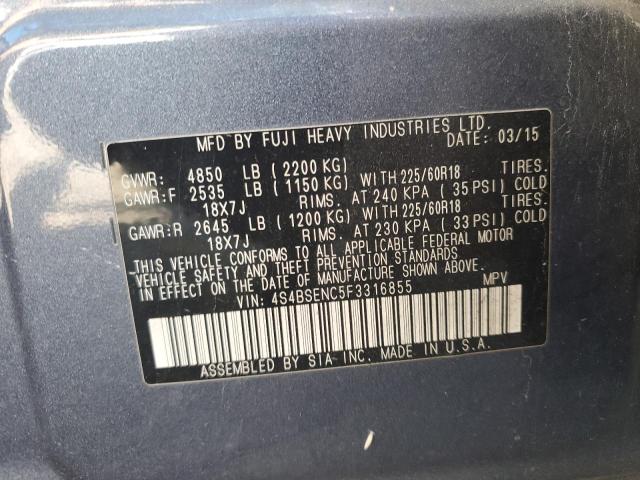 MFD BY FUJI HEAVY INDUSTRIES LTD.
DATE: 03/15
GVWR: 4850 LB (2200 KG)
GAWR:F 2535 LB (1150 KG) WITH 225/60R18 TIRES.
18X7J RIMS. AT 240 KPA (35 PSI) COLD
GAWR:R 2645 LB (1200 KG) WITH 225/60R18 TIRES.
18X7J RIMS. AT 230 KPA (33 PSI) COLD
THIS VEHICLE CONFORMS TO ALL APPLICABLE FEDERAL MOTOR
VEHICLE SAFETY AND THEFT PREVENTION STANDARDS
IN EFFECT ON THE DATE OF MANUFACTURE SHOWN ABOVE.
VIN: 4S4BSENC5F3316855 MPV
ASSEMBLED BY SIA-INC. MADE IN U.S.A.